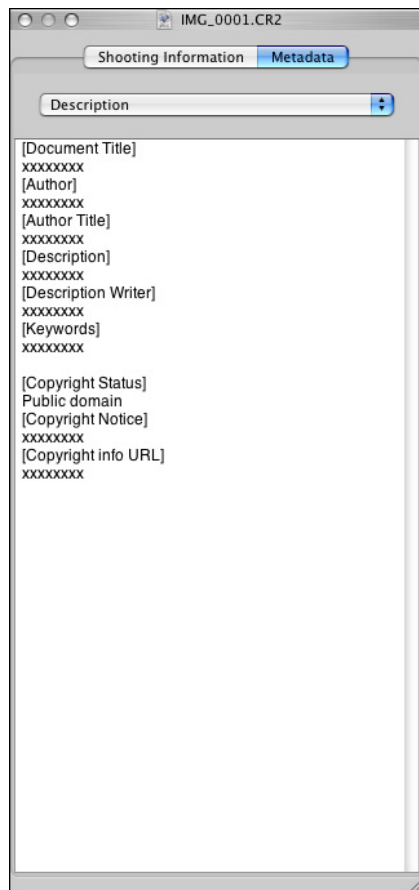 IMG_0001.CR2
Shooting Information Metadata
Description
[Document Title]
xxxxxxxx
[Author]
xxxxxxxx
[Author Title]
xxxxxxxx
[Description]
xxxxxxxx
[Description Writer]
xxxxxxxx
[Keywords]
xxxxxxxx
[Copyright Status]
Public domain
[Copyright Notice]
xxxxxxxx
[Copyright info URL]
xxxxxxxx